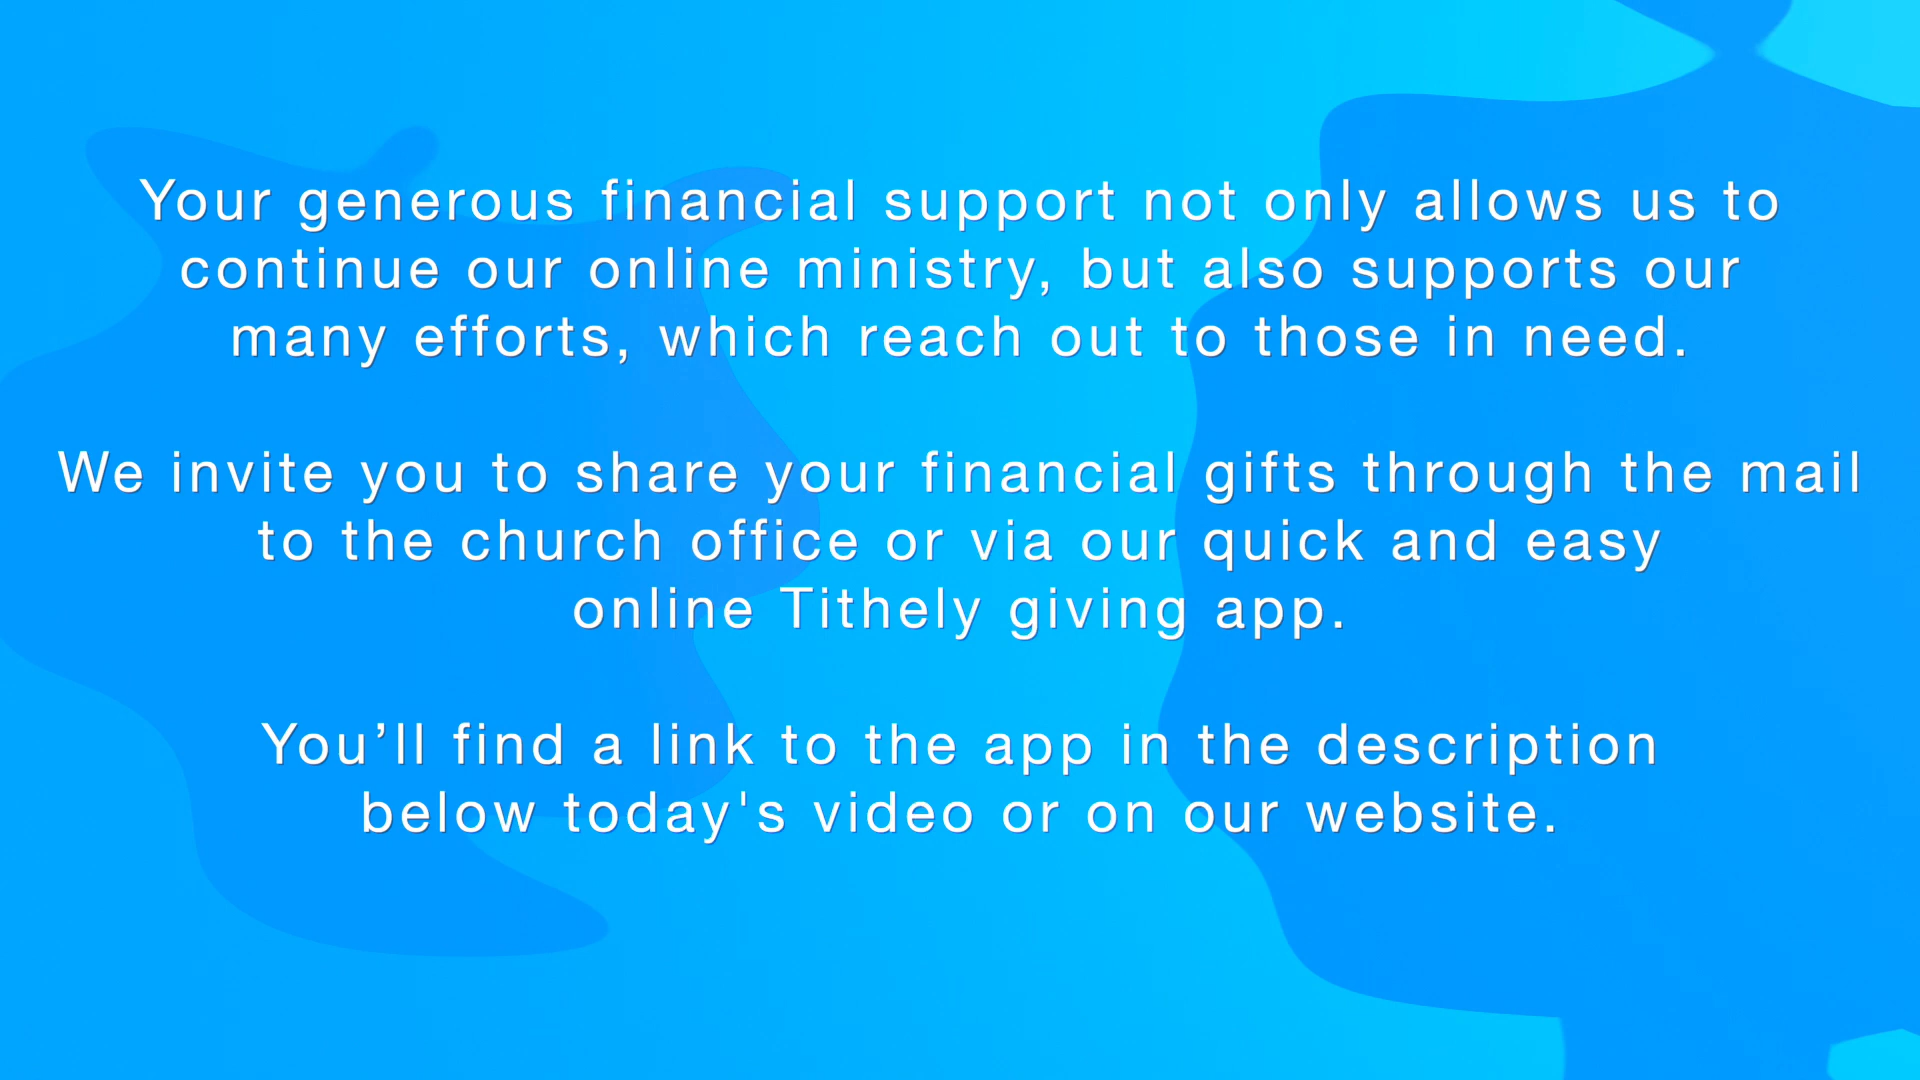 Your generous financial support not only allows us to
continue our online ministry, but also supports our
many efforts, which reach out to those in need.
We invite you to share your financial gifts through the mail
to the church office or via our quick and easy
online Tithely giving app.
You’ll find a link to the app in the description
below today's video or on our website.